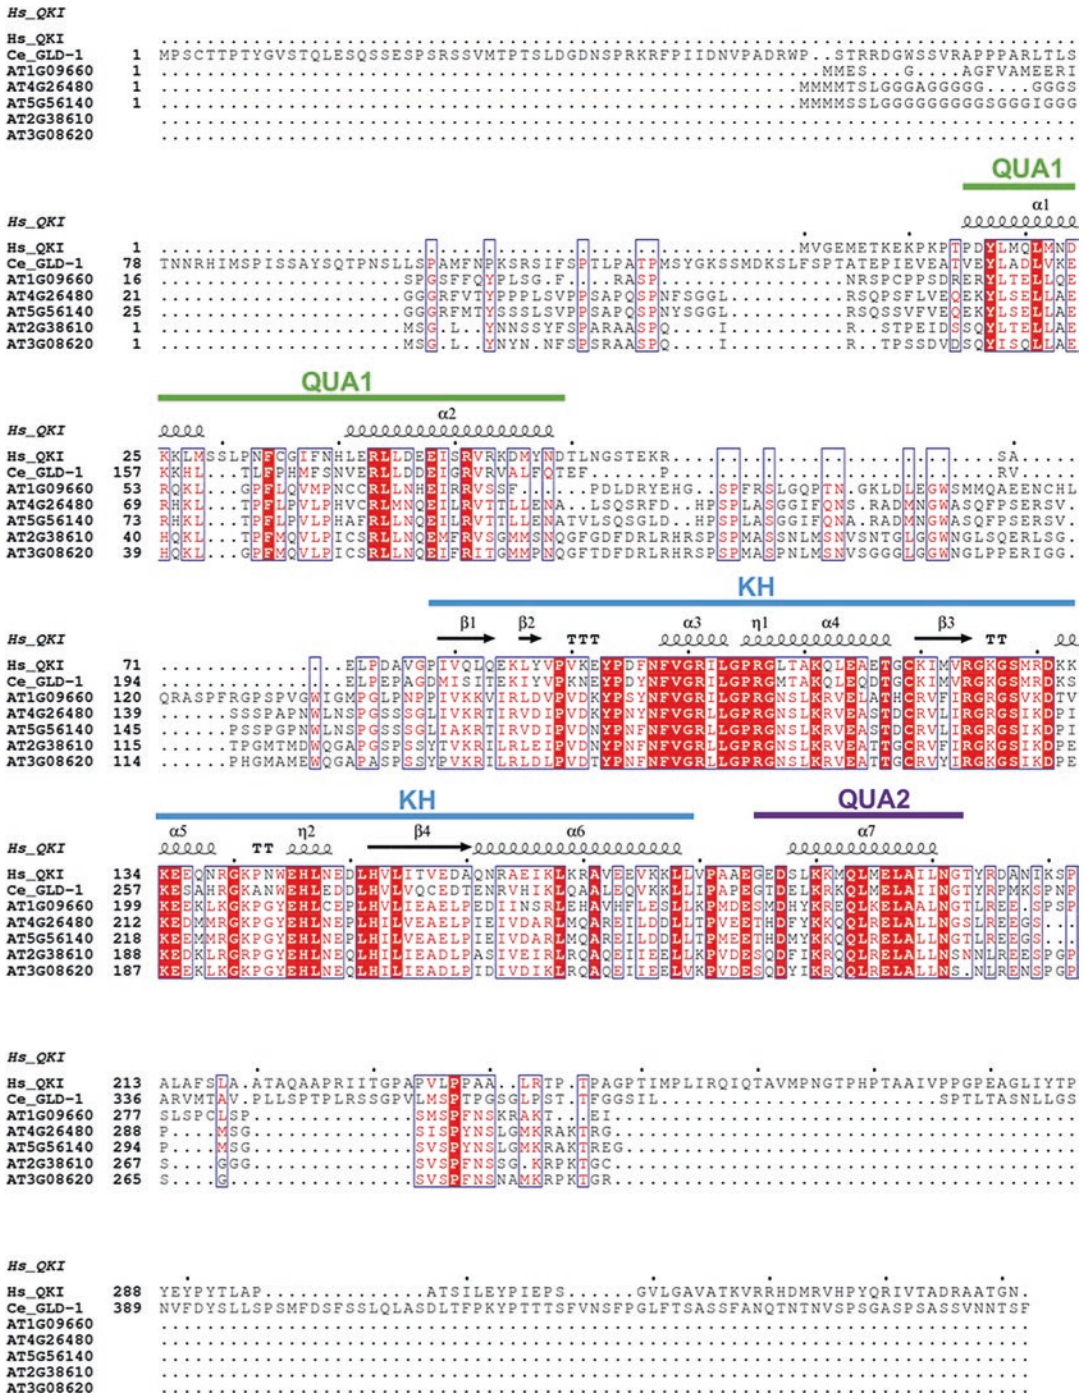 Hs_QKI
Hs_QKI ...............................................................................
Ce_GLD-1 1 MPSCTTPTYGVSTQLESQSSESPSRSSVMTPTSLDGDNSPRKRFPIIDNVPADRWP..STRRDGWSSVRAPPPARLTLS
AT1G09660 1 .........................................................MMES...G...AGFVAMEERI
AT4G26480 1 .......................................................MMMMTSLGGGAGGGGG....GGGS
AT5G56140 1 .......................................................MMMMSSLGGGGGGGGGSGGGIGGG
AT2G38610 ...............................................................................
AT3G08620 ...............................................................................
QUA1
α1
Hs_QKI
Hs_QKI 1 .......................................................MVGEMETKEKPKPTPDYLMQLMND
Ce_GLD-1 78 TNNRHIMSPISSAYSQTPNSLLSPAMFNPKSRSIFSPTLPATPMSYGKSSMDKSLFSPTATEPIEVEATVEYLADLVKE
AT1G09660 16 ....................SPGSFFQYPLSG.F....RASP...............NRSPCPPSDRERYLTELLQE
AT4G26480 21 ....................GGGRFVTYPPPLSVPPSAPQSPNFSGGL.........RSQPSFLVEQEKYLSELLAE
AT5G56140 25 ....................GGGRFMTYSSSLSVPPSAPQSPNYSGGL.........RSQSSVFVEQEKYLSELLAE
AT2G38610 1 ....................MSG.L..YNNSSYFSPSARAASPQ....I........R..STPEIDSSQYLTELLAE
AT3G08620 1 ....................MSG.L..YNYN.NFSPSRAASPQ....I.........R..TPSSDVDSQYISQLLAE
QUA1
α2
Hs_QKI
Hs_QKI 25 KKLMSSLPNFCGIFNHLERLLDEEISRVRKDMYNDTLNGSTEKR............................SA.....
Ce_GLD-1 157 KKHL...TLFPHMFSNVERLLDDEIGRVRVALFQTEF.....P............................RV.....
AT1G09660 53 RQKL...GPFLQVMPNCCRLLNHEIRRVSSF.....PDLDRYEHG..SPFRSLGQPTN.GKLDLEGWSMMQAEENCHL
AT4G26480 69 RHKL...TPFLPVLPHVCRLMNQEILRVTTLLENA..LSQSRFD.HPSPLASGGIFQNS.RADMNGWASQFPSERSV.
AT5G56140 73 RHKL...TPFLPVLPHAFRLLNQEILRVTTLLENATVLSQSGLD..HPSPLASGGIFQNA.RADMNGWASQFPSERSV.
AT2G38610 40 HQKL...TPFMQVLPICSRLLNQEMFRVSGMMSNQGFGDFDRLRHRSPSPMASSNLMSNVSNTGLGGWNGLSQERLSG.
AT3G08620 39 HQKL...GPFMQVLPICSRLLNQEIFRITGMMPNQGFTDFDRLRHRSPSPMASPNLMSNVSGGGLGGWNGLPPERIGG.
KH
β1 β2 TTT α3 η1 α4 β3 TT
Hs_QKI
Hs_QKI 71 ................ELPDAVGPIVQLQEKLYVPVKEYPDFNFVGRILGPRGLTAKQLEAETGCKIMVRGKGSMRDKK
Ce_GLD-1 194 ................ELPEPAGDMISITEKIYVPKNEYPDYNFVGRILGPRGMTAKQLEQDTGCKIMVRGKGSMRDKS
AT1G09660 120 QRASPFRGPSPVGWIGMPGLPNPPIVKKVIRLDVPVDKYPNYNFVGRILGPRGNSLKRVELATHCRVFIRGRGSVKDTV
AT4G26480 139 ......SSSPAPNWLNSPGSSSGLIVKRTIRVDIPVDKYPNYNFVGRLLGPRGNSLKRVEASTDCRVLIRGRGSIKDPI
AT5G56140 145 ......SSSPGPNWLNSPGSSSGLIAKRTIRVDIPVDNYPNFNFVGRLLGPRGNSLKRVEASTDCRVLIRGRGSIKDPI
AT2G38610 115 ......TPGMTMDWQGAPGSPSSYTVKRILRLEIPVDNYPNFNFVGRLLGPRGNSLKRVEATTGCRVFIRGKGSIKDPE
AT3G08620 114 ......PHGMAMEWQGAPASPSSYPVKRILRLDLPVDTYPNFNFVGRLLGPRGNSLKRVEATTGCRVYIRGKGSIKDPE
KH QUA2
α5 TT η2 β4 α6 α7
Hs_QKI
Hs_QKI 134 KEEQNRGKPNWEHLNEDLHVLITVEDAQNRAEIKLKRAVEEVKKLLVPAAEGEDSLKKMQLMELAILNGTYRDANIKSP
Ce_GLD-1 257 KESAHRGKANWEHLEDDLHVLVQCEDTENRVHIKLQAALEQVKKLLIPAPEGTDELKRKQLMELAIINGTYRPMKSPNP
AT1G09660 199 KEEKLKGKPGYEHLCEPLHVLIEAELPEDIINSRLEHAVHFLESLLKPMDESMDHYKREQLKELAALNGTLREE.SPSP
AT4G26480 212 KEDMMRGKPGYEHLNEPLHILVEAELPIEIVDARLMQAREILDDLLTPVEETHDFYKKQQLRELALLNGTLREEGS...
AT5G56140 218 KEEMMRGKPGYEHLNEPLHILVEAELPIEIVDARLMQAREILDDLLTPMEETHDMYKKQQLRELALLNGTLREEGS...
AT2G38610 188 KEDKLRGRPGYEHLNEQLHILIEADLPASIVEIRLRQAQEIIEELLKPVDESQDFIKRQQLRELALLNSNNLREESPGP
AT3G08620 187 KEEKLKGKPGYEHLNEQLHILIEADLPIDIVDIKLRQAQEIIEELVKPVDESQDYIKRQQLRELALLNS.NLRENSPGP
Hs_QKI
Hs_QKI 213 ALAFSLA.ATAQAAPRIITGPAPVLPPAA..LRTP.TPAGPTIMPLIRQIQTAVMPNGTPHPTAAIVPPGPEAGLIYTP
Ce_GLD-1 336 ARVMTAV.PLLSPTPLRSSGPVLMSPTPGSGLPST.TFGGSIL.........................SPTLTASNLLGS
AT1G09660 277 SLSPCLSP..............SMSPFNSKRAKT..EI.........................................
AT4G26480 288 P....MSG..............SISPYNSLGMKRAKTRG........................................
AT5G56140 294 P....MSG..............SVSPYNSLGMKRAKTREG.......................................
AT2G38610 267 S...GGG...............SVSPFNSSG.KRPKTGC........................................
AT3G08620 265 S....G................SVSPFNSNAMKRPKTGR........................................
Hs_QKI
Hs_QKI 288 YEYPYTLAP..............ATSILEYPIEPS.......GVLGAVATKVRRHDMRVHPYQRIVTADRAATGN.
Ce_GLD-1 389 NVFDYSLLSPSMFDSFSSLQLASDLTFPKYPTTTSFVNSFPGLFTSASSFANQTNTNVSPSGASPSASSVNNTSF
AT1G09660 ...........................................................................
AT4G26480 ...........................................................................
AT5G56140 ...........................................................................
AT2G38610 ...........................................................................
AT3G08620 ...........................................................................